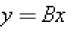 y = Bx